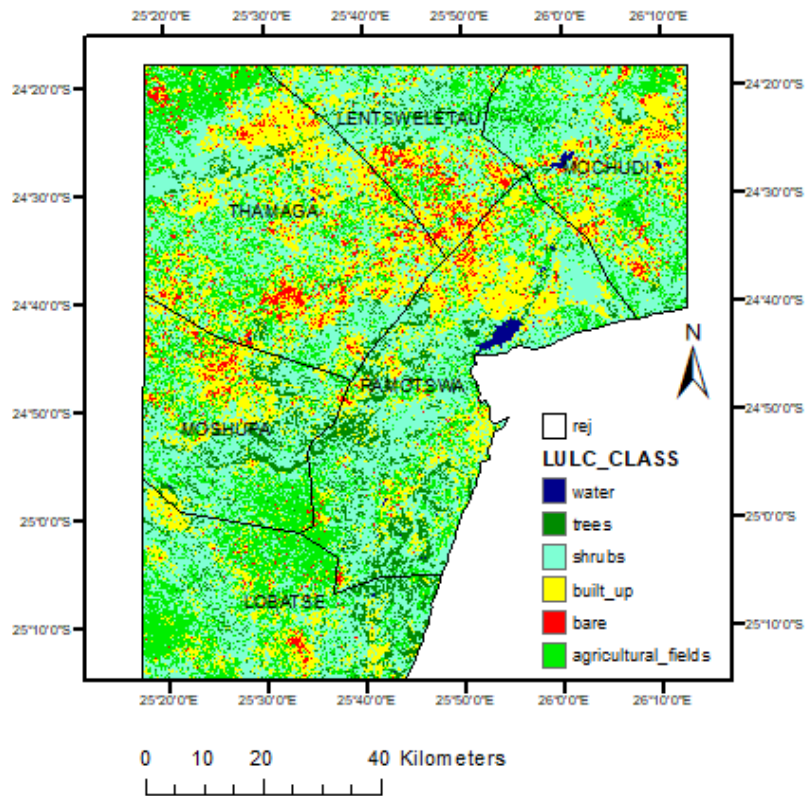 25°20'0"E 25°30'0"E 25°40'0"E 25°50'0"E 26°0'0"E 26°10'0"E
24°20'0"S
24°30'0"S
24°40'0"S
24°50'0"S
25°0'0"S
25°10'0"S
LENTSWELETAU
MOCHUDI
THAMAGA
RAMOTSWA
MOSHUPA
LOBATSE
24°20'0"S
24°30'0"S
24°40'0"S
24°50'0"S
25°0'0"S
25°10'0"S
N
rej
LULC_CLASS
water
trees
shrubs
built_up
bare
agricultural_fields
25°20'0"E 25°30'0"E 25°40'0"E 25°50'0"E 26°0'0"E 26°10'0"E
0 10 20 40 Kilometers